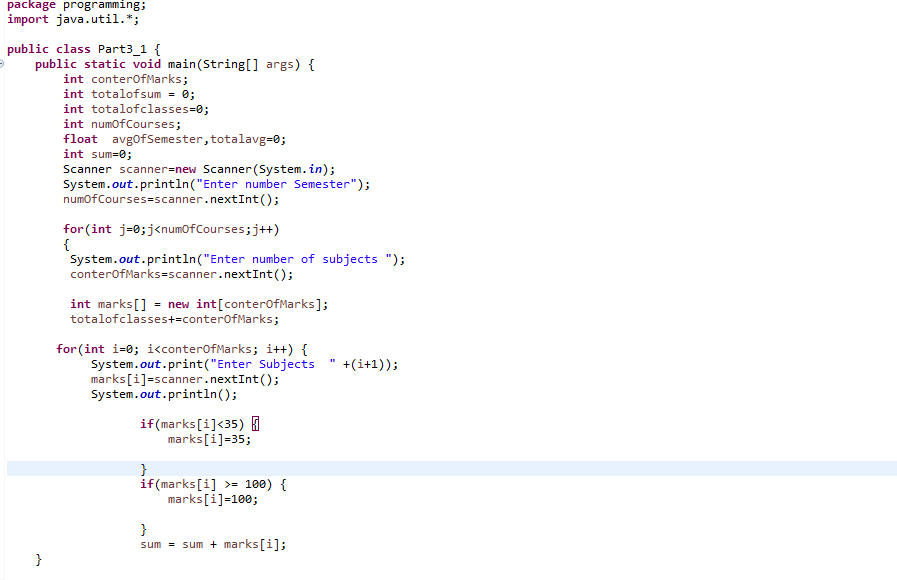 package programming;
import java.util.*;
public class Part3_1 {
public static void main(String[] args) {
int conterOfMarks;
int totalofsum = 0;
int totalofclasses=0;
int numOfCourses;
float  avgOfSemester,totalavg=0;
int sum=0;
Scanner scanner=new Scanner(System.in);
System.out.println("Enter number Semester");
numOfCourses=scanner.nextInt();
for(int j=0;j<numOfCourses;j++)
{
System.out.println("Enter number of subjects ");
conterOfMarks=scanner.nextInt();
int marks[] = new int[conterOfMarks];
totalofclasses+=conterOfMarks;
for(int i=0; i<conterOfMarks; i++) {
System.out.print("Enter Subjects  " +(i+1));
marks[i]=scanner.nextInt();
System.out.println();
if(marks[i]<35) {
marks[i]=35;
}
if(marks[i] >= 100) {
marks[i]=100;
}
sum = sum + marks[i];
}